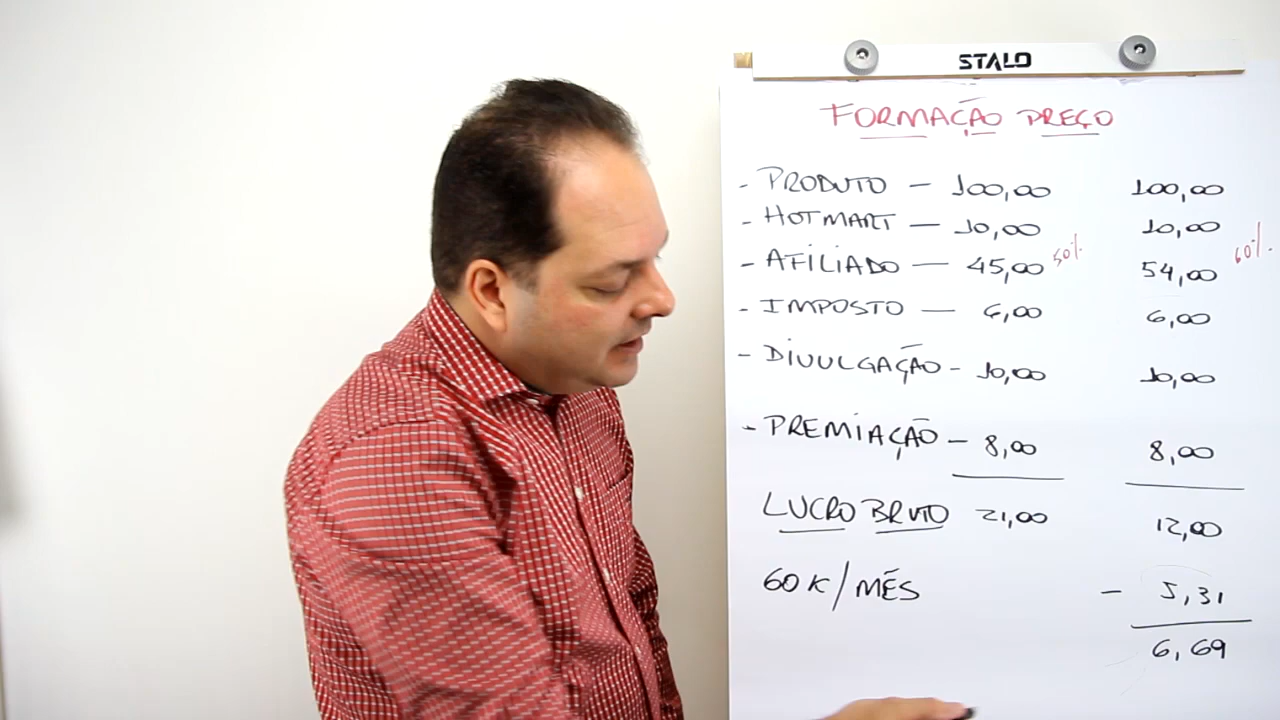 STALO
FORMAÇÃO PREÇO
- PRODUTO — 100,00 100,00
- HOTMART — 10,00 10,00
- AFILIADO — 45,00 50% 54,00 60%
- IMPOSTO — 6,00 6,00
- DIVULGAÇÃO - 10,00 10,00
- PREMIAÇÃO - 8,00 8,00
LUCRO BRUTO 21,00 12,00
60K/MÊS - 5,31
6,69